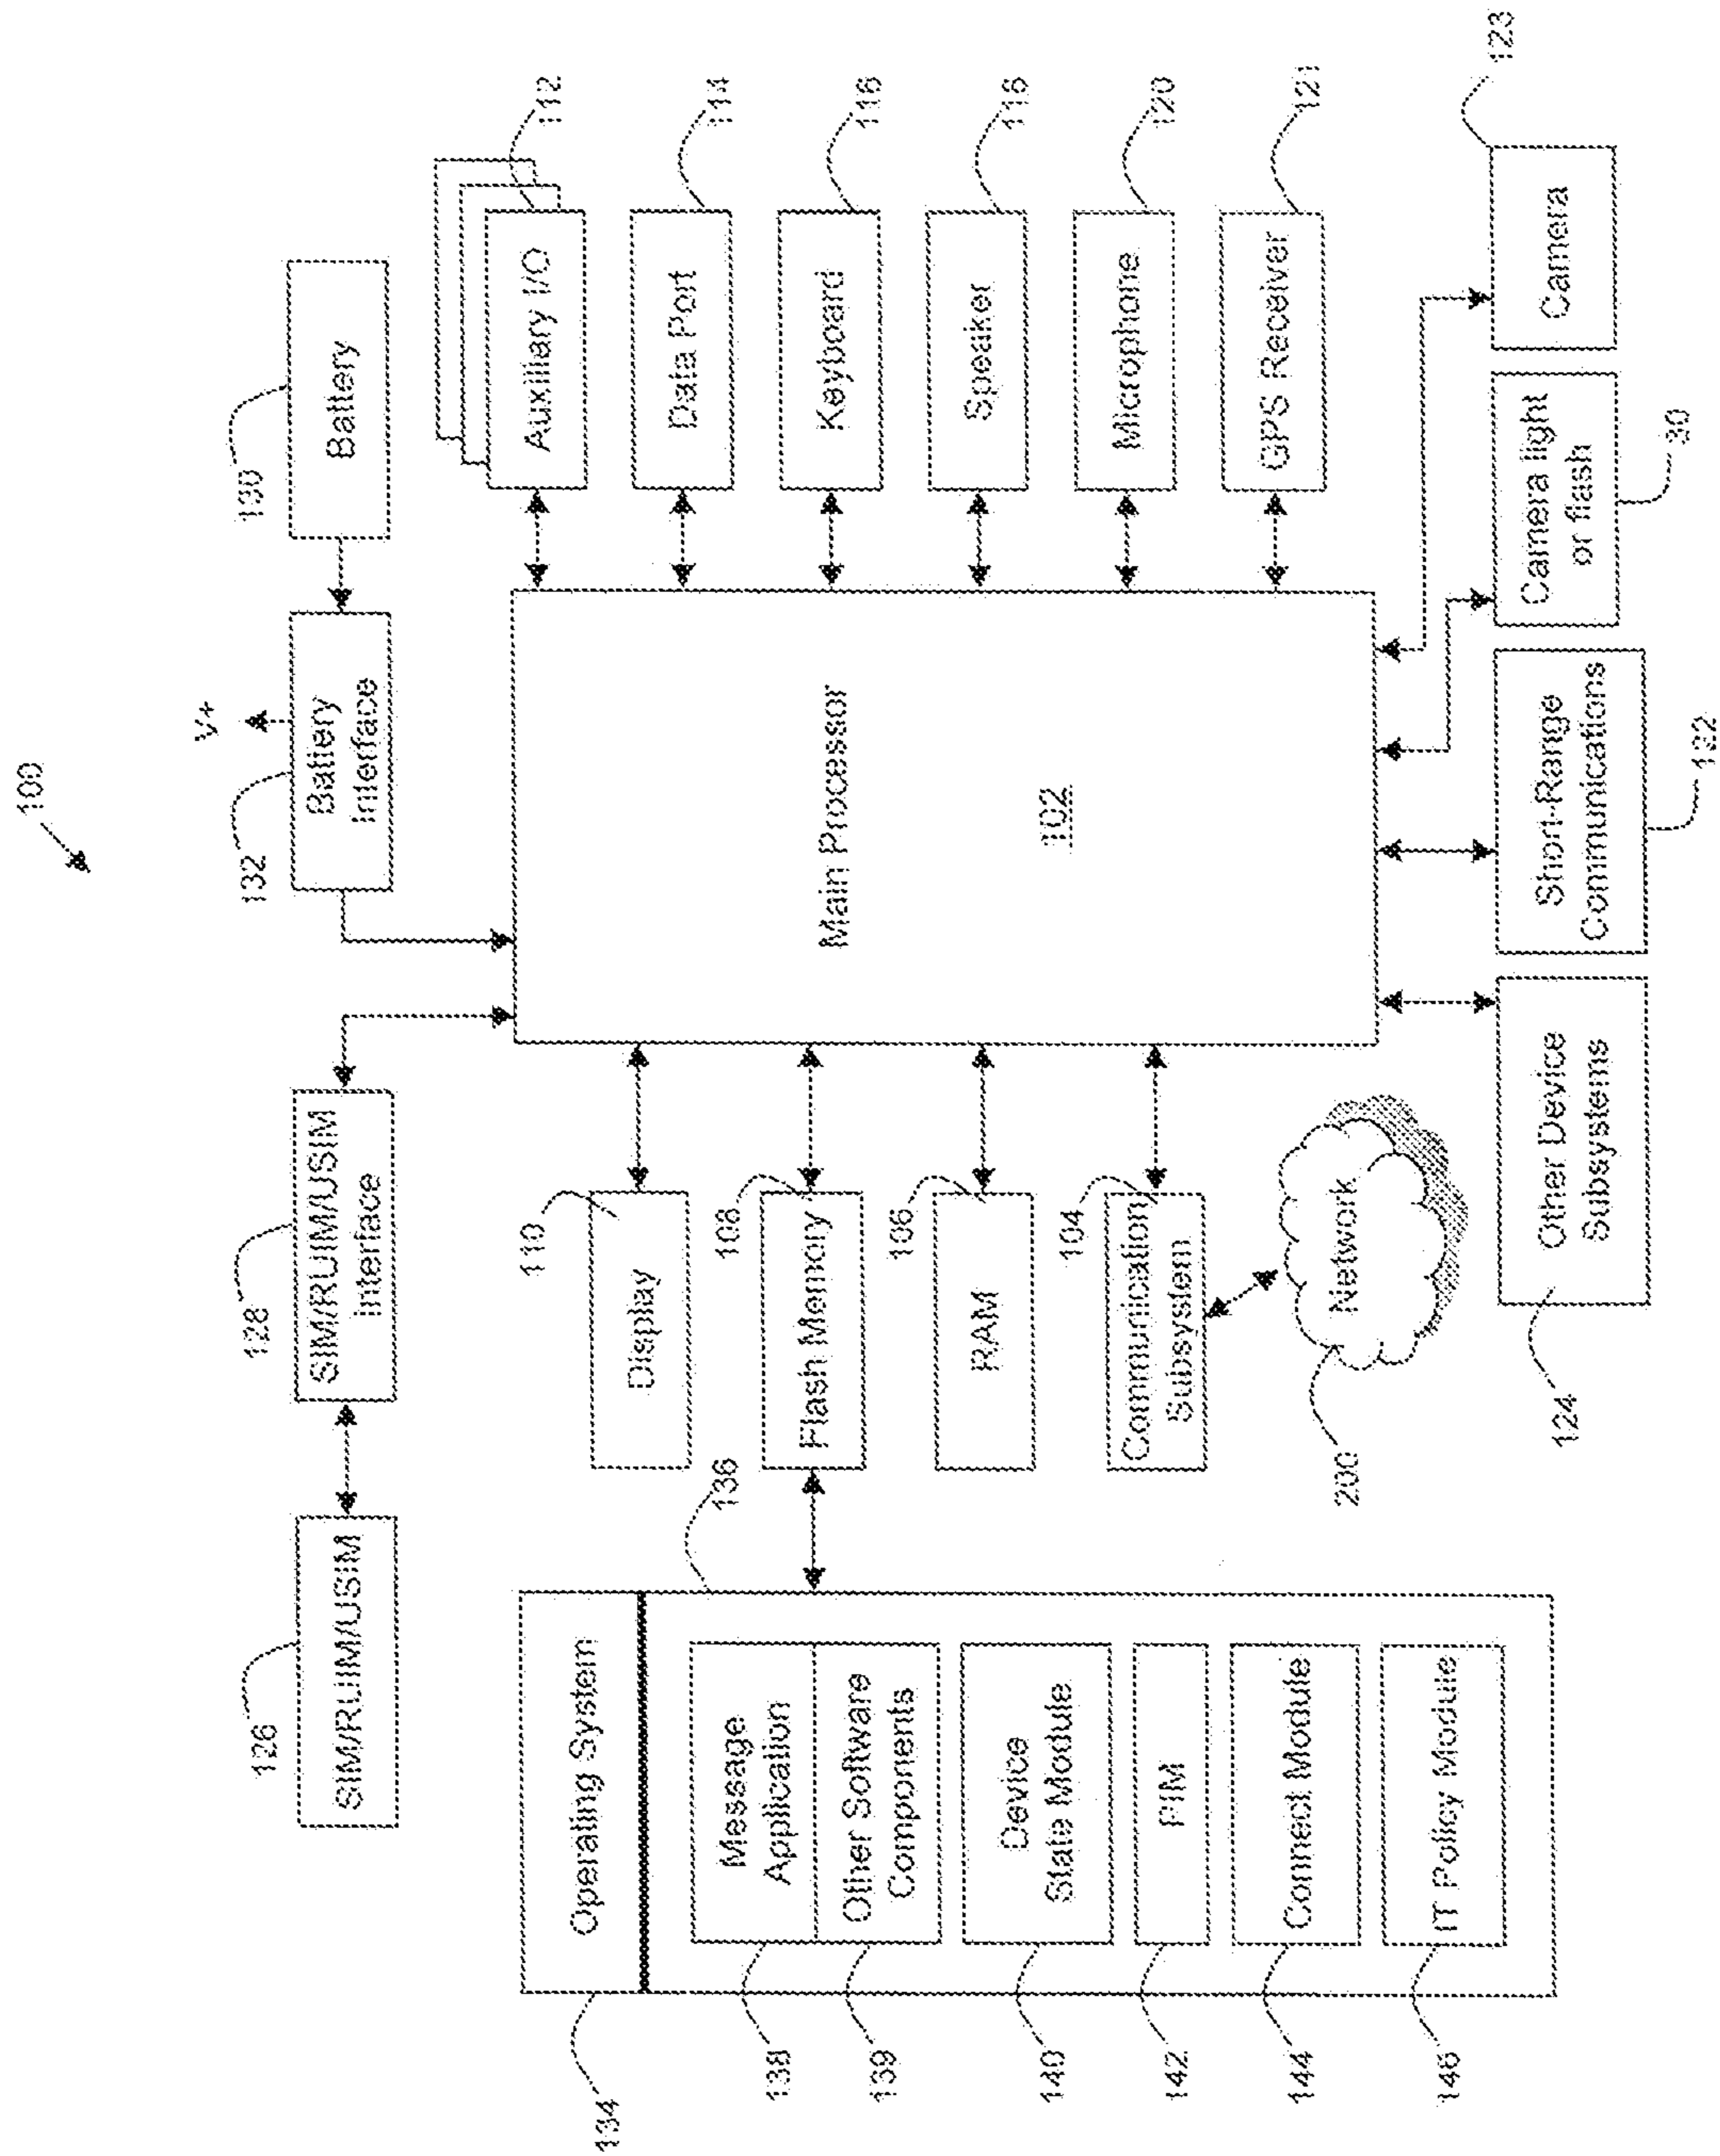 100
V+
126
128
132
130
SIM/RUIM/USIM
SIM/RUIM/USIM
Interface
Battery
Interface
Battery
134
Operating System
136
138
Message
Application
139
Other Software
Components
140
Device
State Module
142
PIM
144
Connect Module
146
IT Policy Module
110
Display
108
Flash Memory
106
RAM
104
Communication
Subsystem
200
Network
Main Processor
102
Auxiliary I/O
112
Data Port
114
Keyboard
116
Speaker
118
Microphone
120
GPS Receiver
121
124
Other Device
Subsystems
Short-Range
Communications
122
Camera light
or flash
30
Camera
123